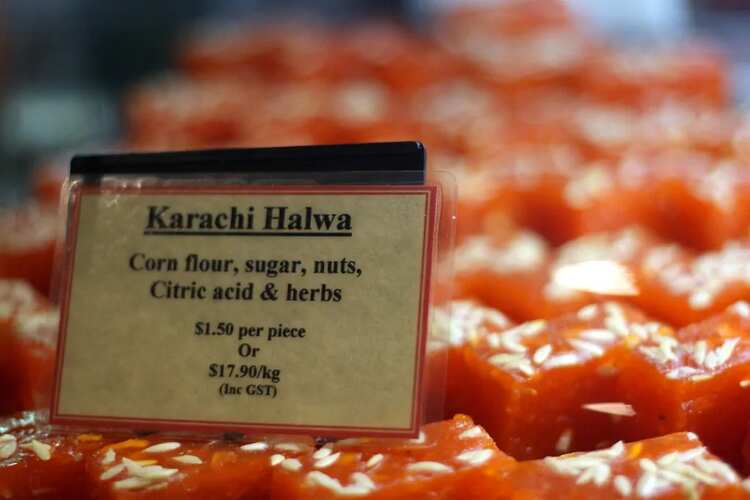 Karachi Halwa
Corn flour, sugar, nuts,
Citric acid & herbs
$1.50 per piece
Or
$17.90/kg
(Inc GST)